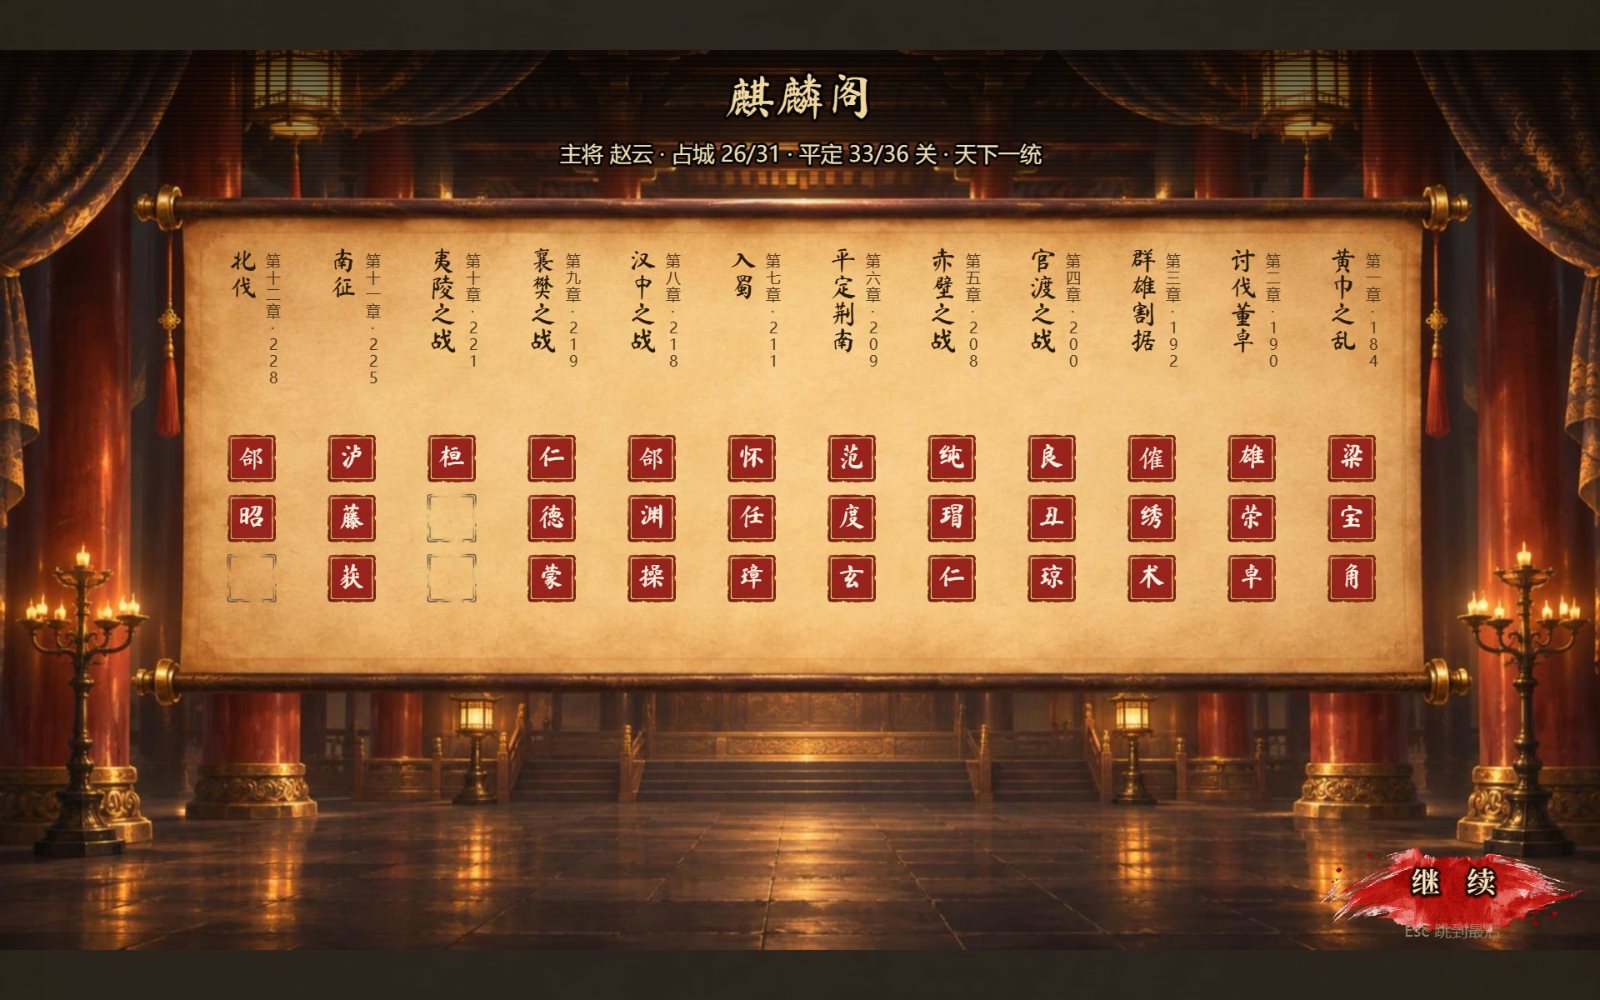 麒麟阁
主将 赵云 · 占城 26/31 · 平定 33/36 关 · 天下一统
第一章·184
黄巾之乱
梁
宝
角
第二章·190
讨伐董卓
雄
荣
卓
第三章·192
群雄割据
傕
绣
术
第四章·200
官渡之战
良
丑
琼
第五章·208
赤壁之战
纯
瑁
仁
第六章·209
平定荆南
范
度
玄
第七章·211
入蜀
怀
任
璋
第八章·218
汉中之战
郃
渊
操
第九章·219
襄樊之战
仁
德
蒙
第十章·221
夷陵之战
桓
第十一章·225
南征
泸
藤
获
第十二章·228
北伐
郃
昭
继续
Esc 跳到最后